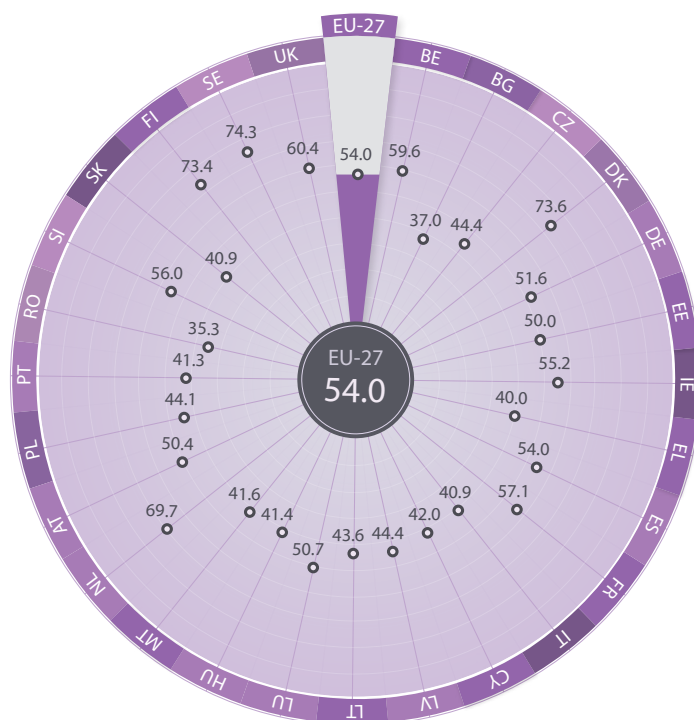 EU-27
BE
BG
CZ
DK
DE
EE
IE
EL
ES
FR
IT
CY
LV
LT
LU
HU
MT
NL
AT
PL
PT
RO
SI
SK
FI
SE
UK
54.0
59.6
37.0
44.4
73.6
51.6
50.0
55.2
40.0
54.0
57.1
40.9
42.0
44.4
43.6
50.7
41.4
41.6
69.7
50.4
44.1
41.3
35.3
56.0
40.9
73.4
74.3
60.4
EU-27
54.0